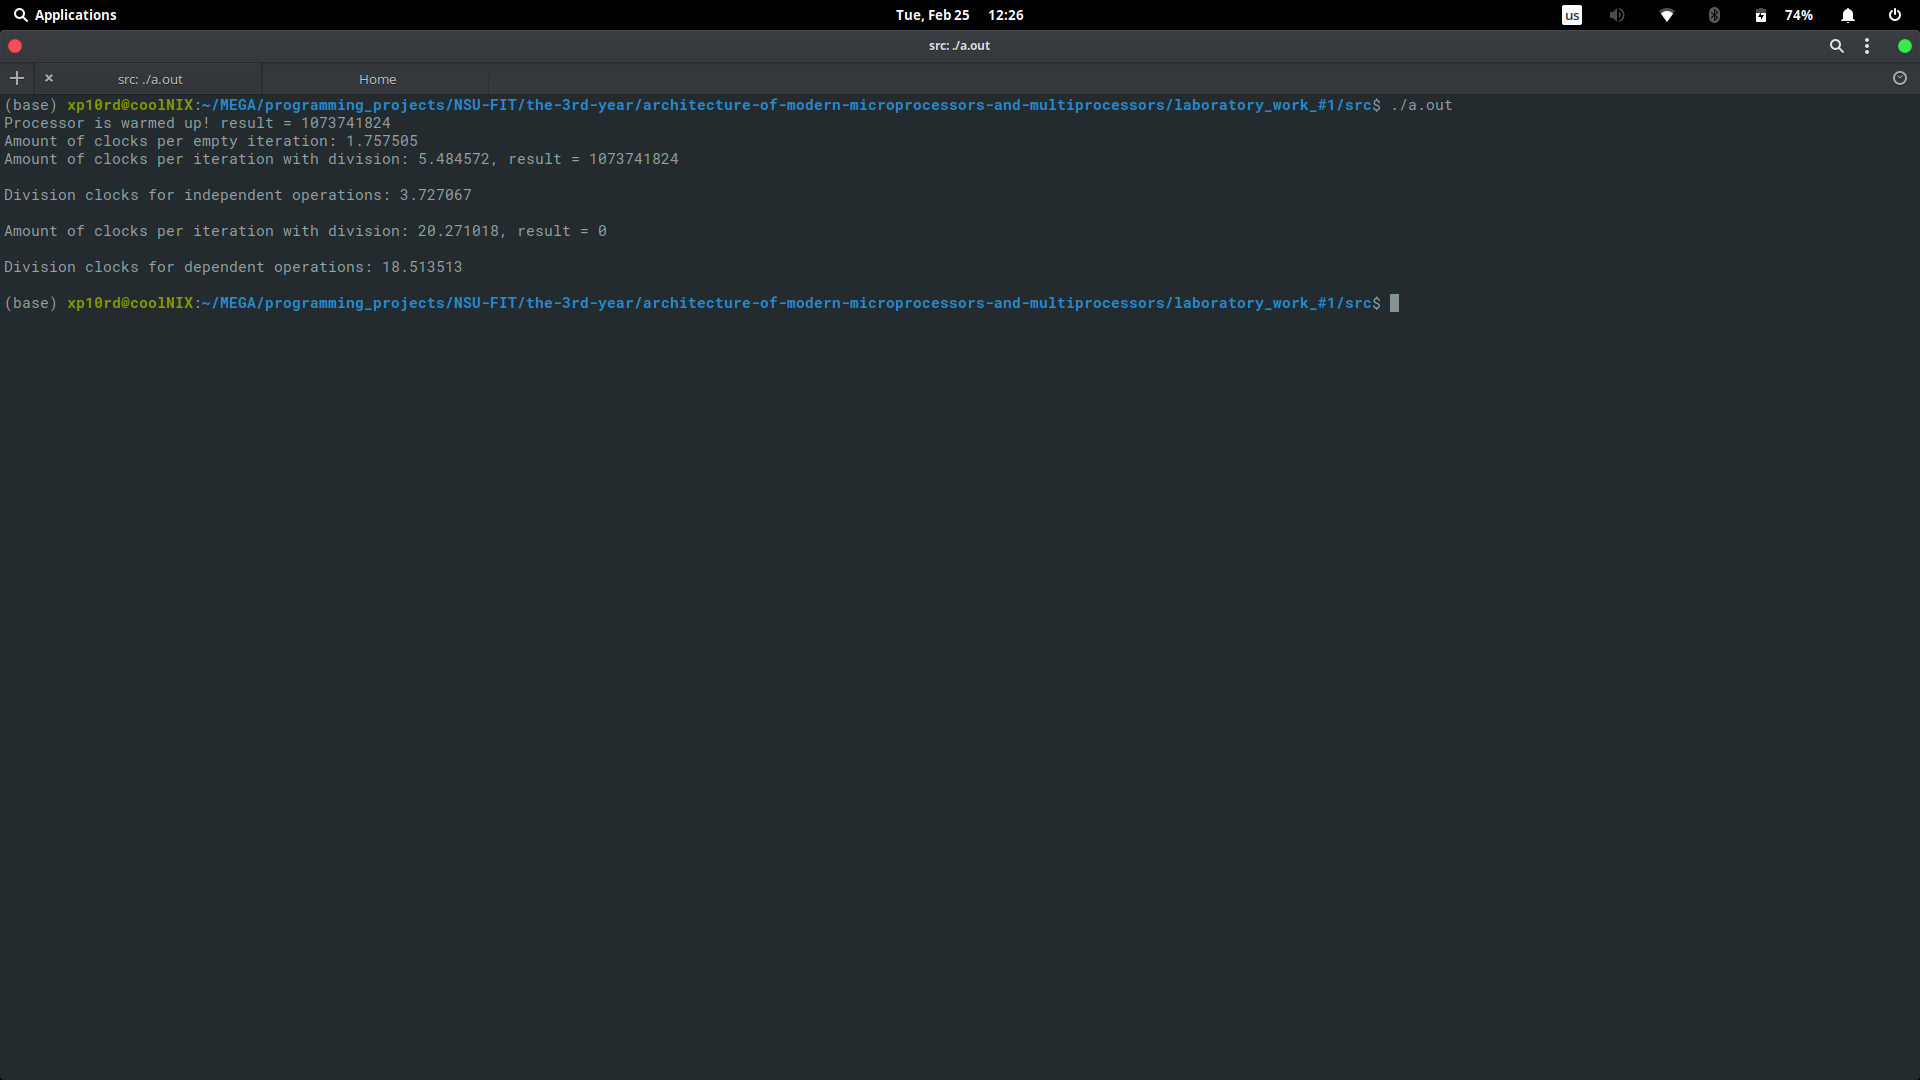 Applications
Tue, Feb 25 12:26
us
74%
src: ./a.out
src: ./a.out
Home
(base) xp10rd@coolNIX:~/MEGA/programming_projects/NSU-FIT/the-3rd-year/architecture-of-modern-microprocessors-and-multiprocessors/laboratory_work_#1/src$ ./a.out
Processor is warmed up! result = 1073741824
Amount of clocks per empty iteration: 1.757505
Amount of clocks per iteration with division: 5.484572, result = 1073741824
Division clocks for independent operations: 3.727067
Amount of clocks per iteration with division: 20.271018, result = 0
Division clocks for dependent operations: 18.513513
(base) xp10rd@coolNIX:~/MEGA/programming_projects/NSU-FIT/the-3rd-year/architecture-of-modern-microprocessors-and-multiprocessors/laboratory_work_#1/src$